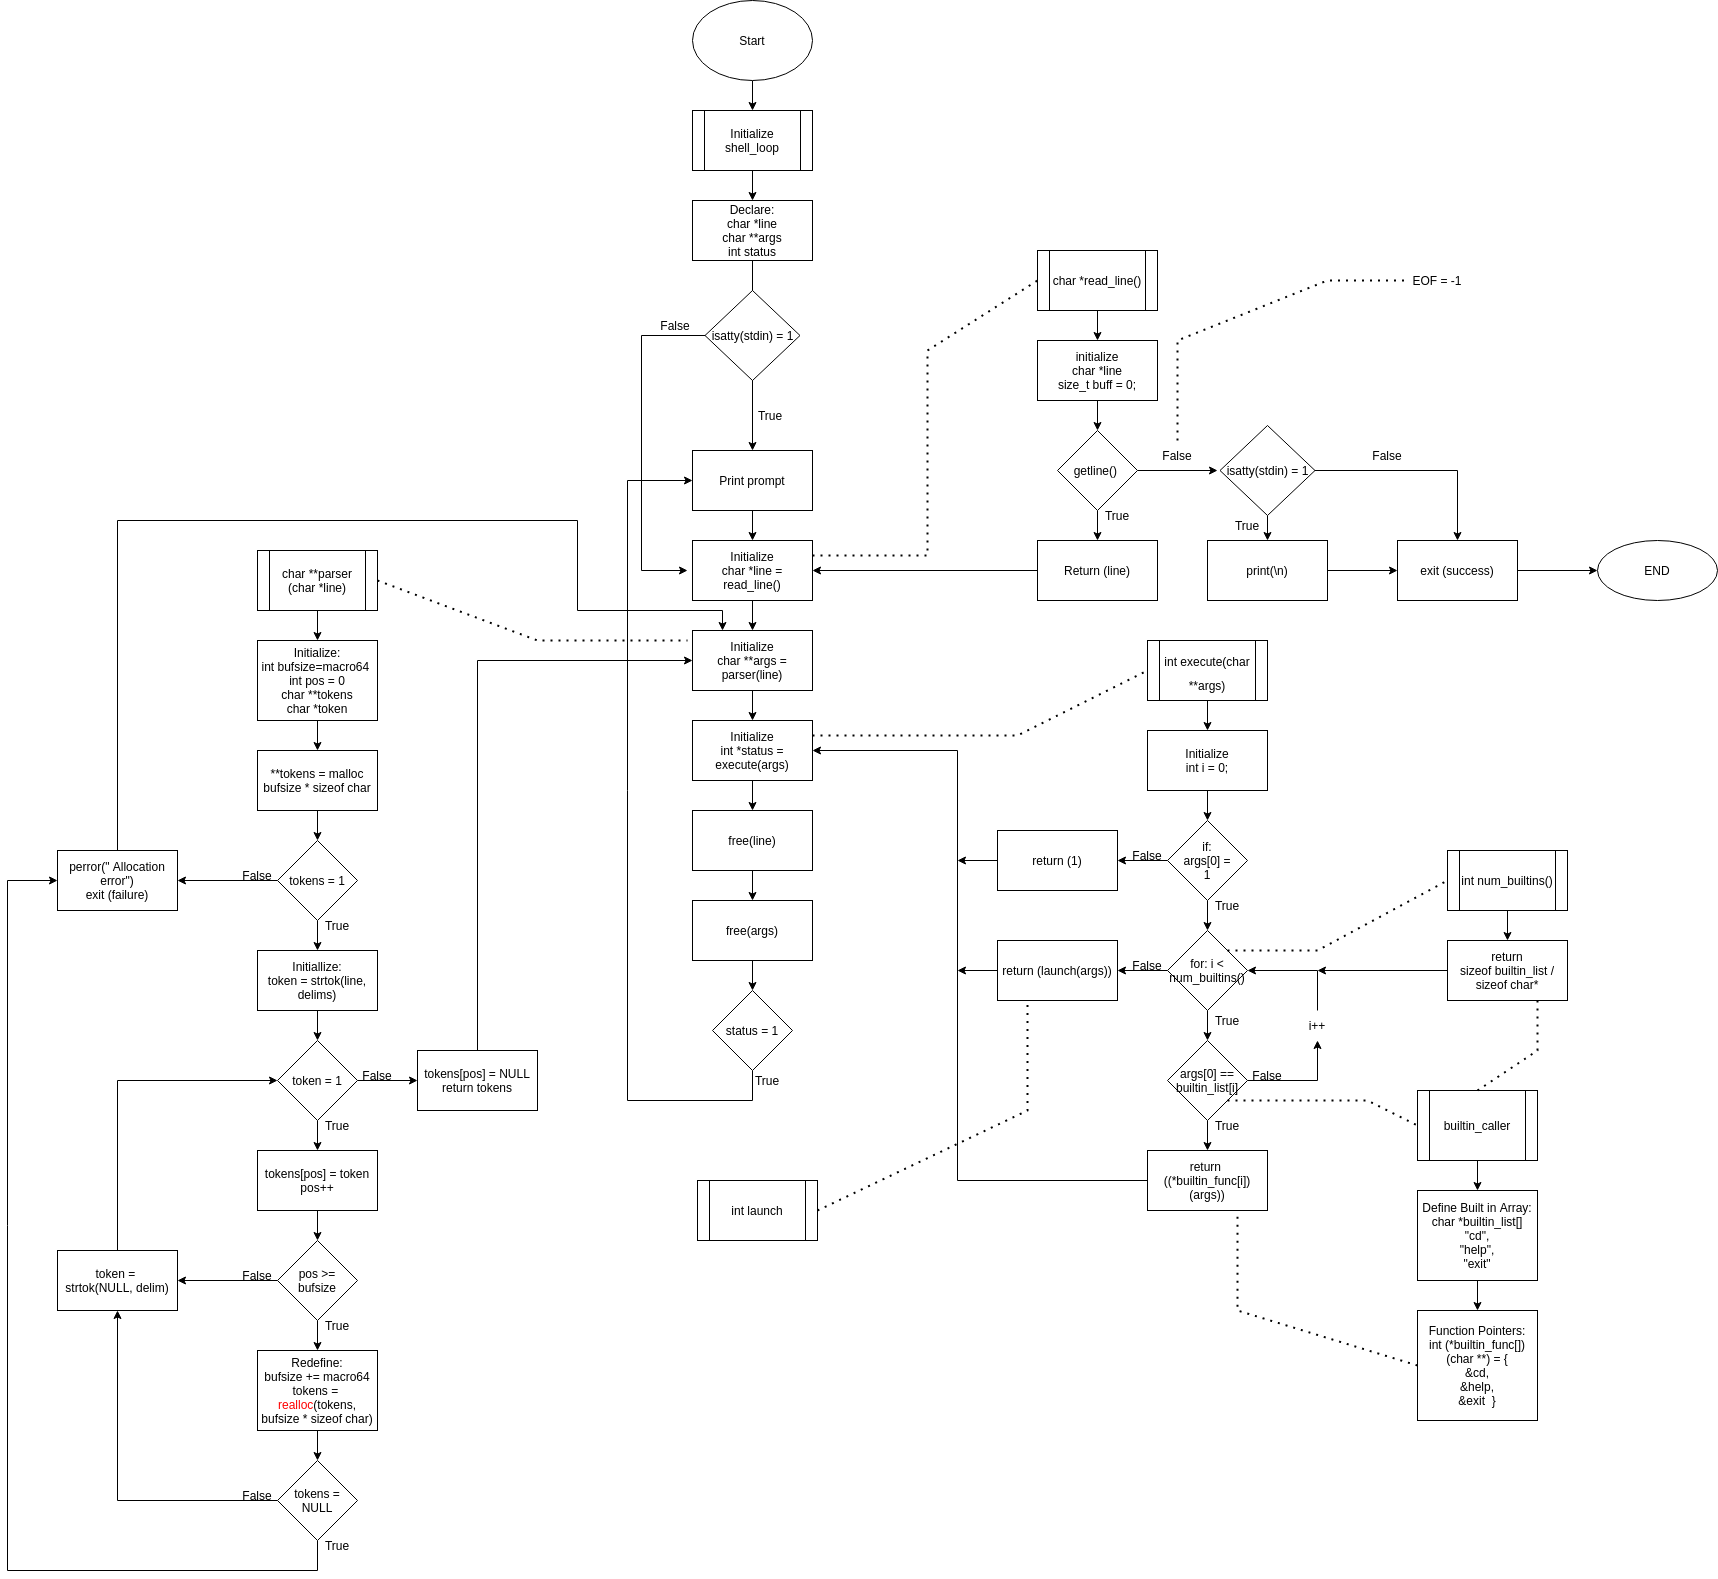 Start
Initialize
shell_loop
Declare:
char *line
char **args
int status
isatty(stdin) = 1
False
True
Print prompt
Initialize
char *line =
read_line()
Initialize
char **args =
parser(line)
Initialize
int *status =
execute(args)
free(line)
free(args)
status = 1
True
char *read_line()
EOF = -1
initialize
char *line
size_t buff = 0;
getline()
False
True
isatty(stdin) = 1
False
True
Return (line)
print(\n)
exit (success)
END
char **parser
(char *line)
Initialize:
int bufsize=macro64
int pos = 0
char **tokens
char *token
**tokens = malloc
bufsize * sizeof char
tokens = 1
False
True
perror(" Allocation
error")
exit (failure)
Initiallize:
token = strtok(line,
delims)
token = 1
False
True
tokens[pos] = NULL
return tokens
tokens[pos] = token
pos++
pos >=
bufsize
False
True
token =
strtok(NULL, delim)
Redefine:
bufsize += macro64
tokens =
realloc(tokens,
bufsize * sizeof char)
tokens =
NULL
False
True
int execute(char
**args)
Initialize
int i = 0;
if:
args[0] =
1
False
True
return (1)
for: i <
num_builtins()
False
True
return (launch(args))
i++
args[0] ==
builtin_list[i]
False
True
return
((*builtin_func[i])
(args))
int launch
int num_builtins()
return
sizeof builtin_list /
sizeof char*
builtin_caller
Define Built in Array:
char *builtin_list[]
"cd",
"help",
"exit"
Function Pointers:
int (*builtin_func[])
(char **) = {
&cd,
&help,
&exit  }